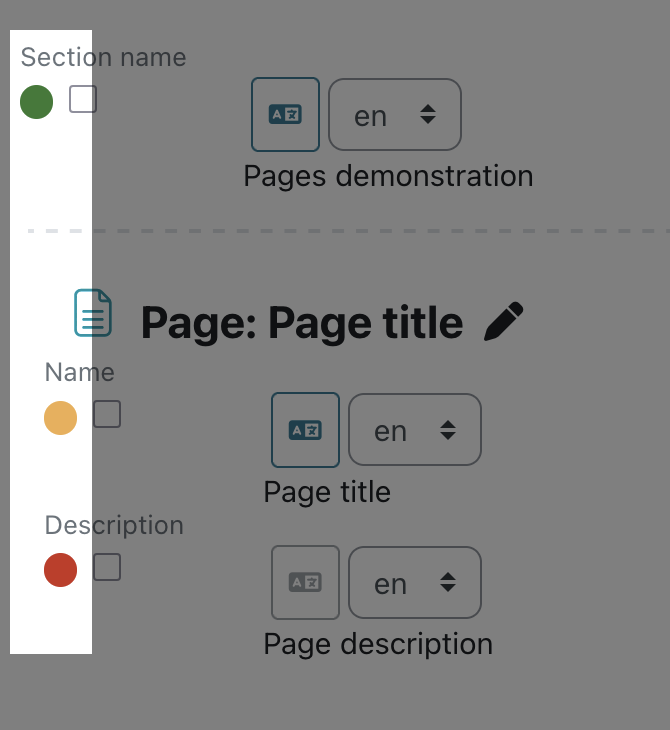 Section name
en
Pages demonstration
Page: Page title
Name
en
Page title
Description
en
Page description